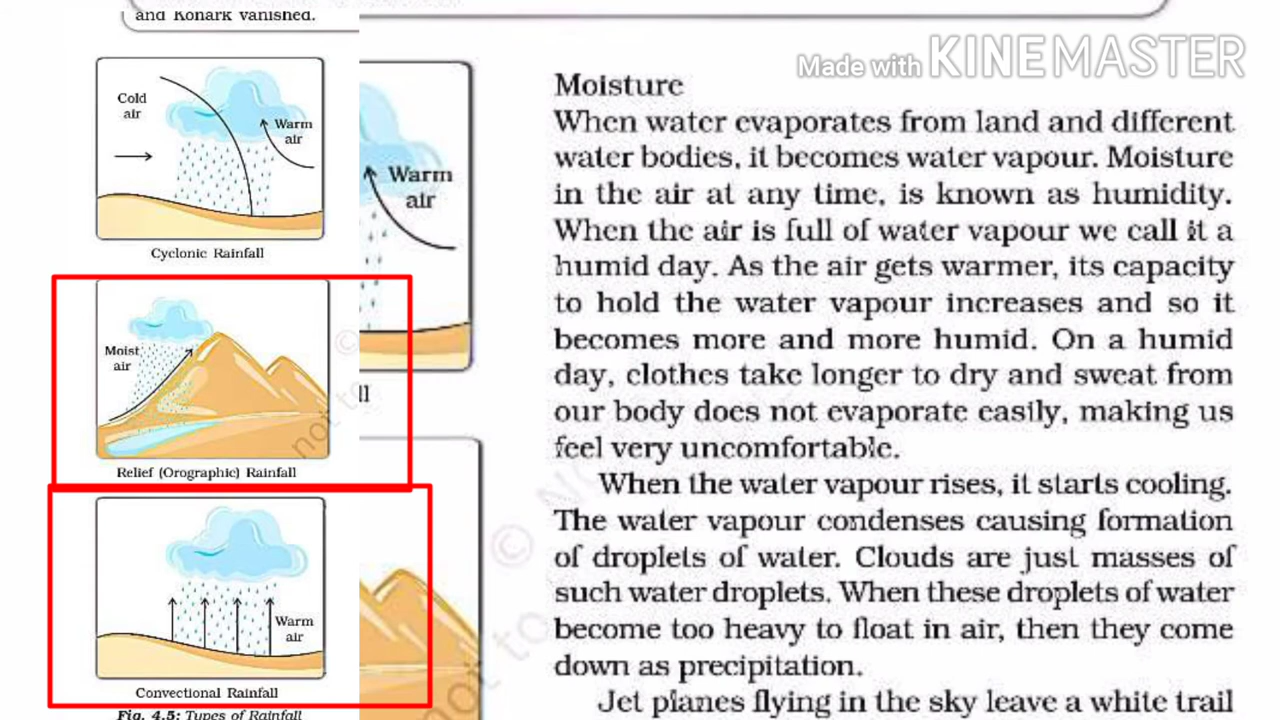 and Konark vanished.
Made with KINEMASTER
Cold
air
Warm
air
Cyclonic Rainfall
Warm
air
ll
Moist
air
Relief (Orographic) Rainfall
Warm
air
Convectional Rainfall
Fig. 4.5: Types of Rainfall
© N
not to
Moisture
When water evaporates from land and different
water bodies, it becomes water vapour. Moisture
in the air at any time, is known as humidity.
When the air is full of water vapour we call it a
humid day. As the air gets warmer, its capacity
to hold the water vapour increases and so it
becomes more and more humid. On a humid
day, clothes take longer to dry and sweat from
our body does not evaporate easily, making us
feel very uncomfortable.
When the water vapour rises, it starts cooling.
The water vapour condenses causing formation
of droplets of water. Clouds are just masses of
such water droplets. When these droplets of water
become too heavy to float in air, then they come
down as precipitation.
Jet planes flying in the sky leave a white trail